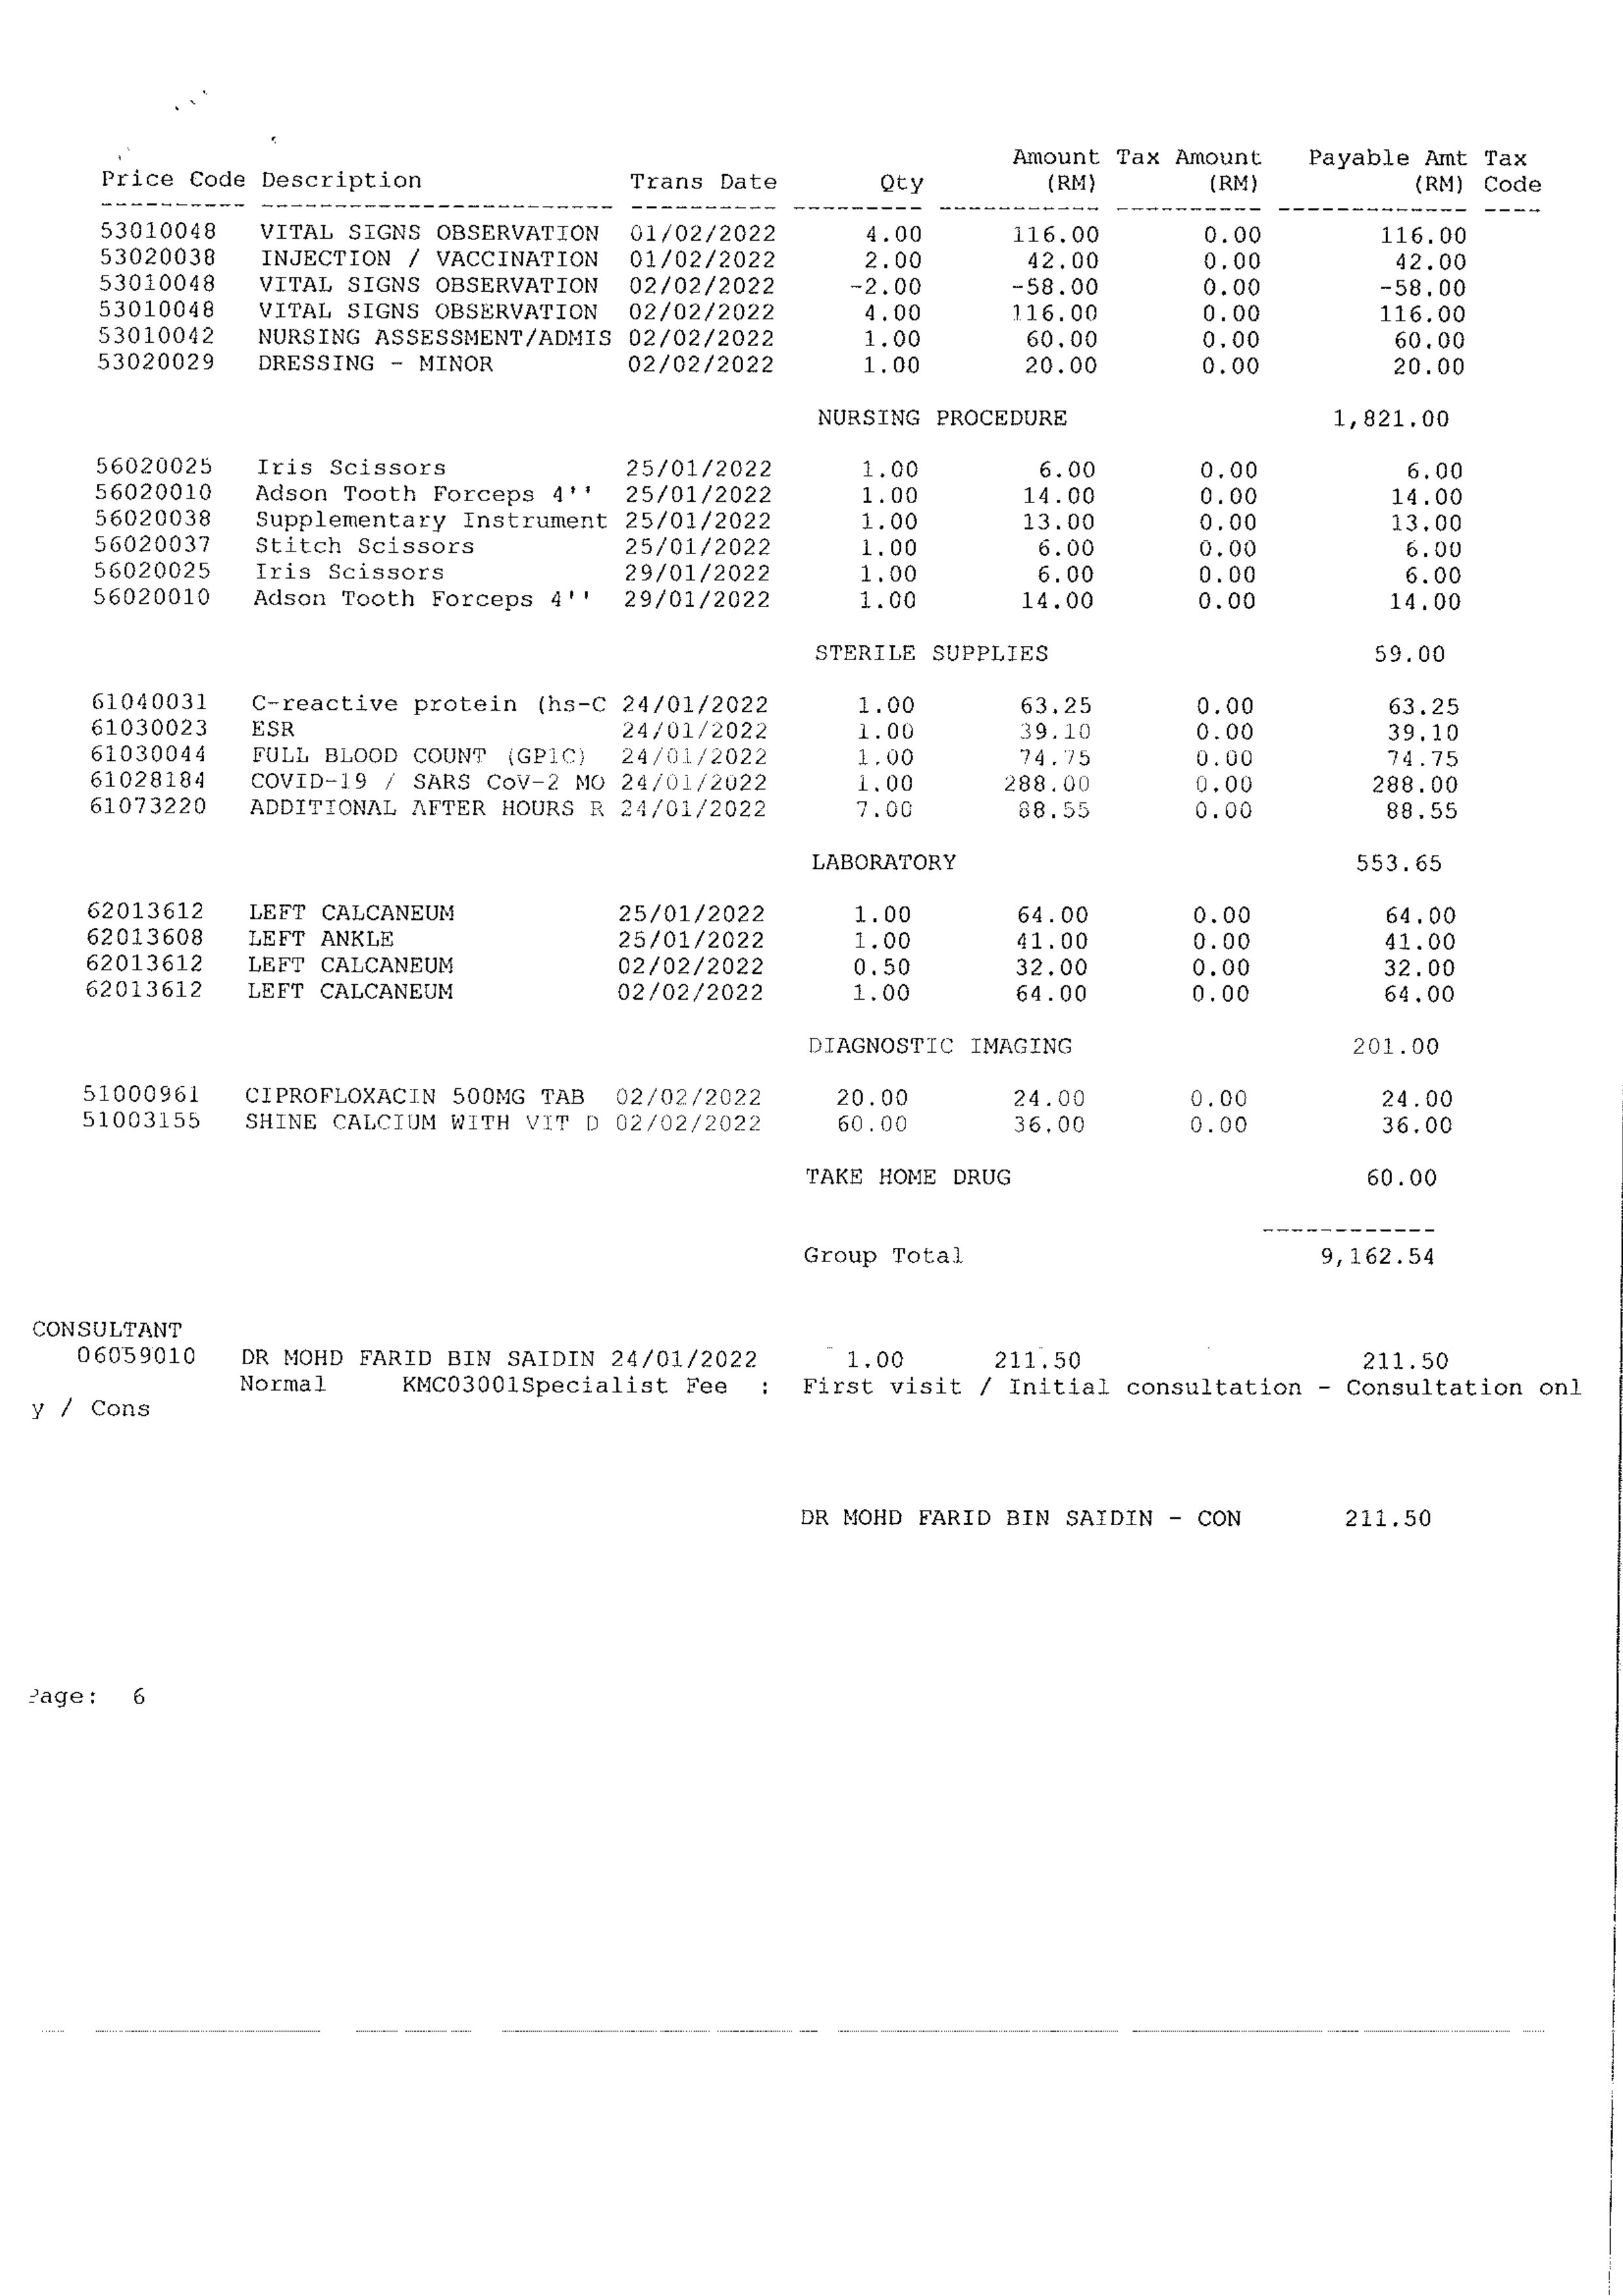 Amount Tax Amount Payable Amt Tax
Price Code Description Trans Date Qty (RM) (RM) (RM) Code
---------- ------------------------ ---------- --------- ----------- ---------- ------------- ----
53010048 VITAL SIGNS OBSERVATION 01/02/2022 4.00 116.00 0.00 116.00
53020038 INJECTION / VACCINATION 01/02/2022 2.00 42.00 0.00 42.00
53010048 VITAL SIGNS OBSERVATION 02/02/2022 -2.00 -58.00 0.00 -58.00
53010048 VITAL SIGNS OBSERVATION 02/02/2022 4.00 116.00 0.00 116.00
53010042 NURSING ASSESSMENT/ADMIS 02/02/2022 1.00 60.00 0.00 60.00
53020029 DRESSING - MINOR 02/02/2022 1.00 20.00 0.00 20.00
NURSING PROCEDURE 1,821.00
56020025 Iris Scissors 25/01/2022 1.00 6.00 0.00 6.00
56020010 Adson Tooth Forceps 4'' 25/01/2022 1.00 14.00 0.00 14.00
56020038 Supplementary Instrument 25/01/2022 1.00 13.00 0.00 13.00
56020037 Stitch Scissors 25/01/2022 1.00 6.00 0.00 6.00
56020025 Iris Scissors 29/01/2022 1.00 6.00 0.00 6.00
56020010 Adson Tooth Forceps 4'' 29/01/2022 1.00 14.00 0.00 14.00
STERILE SUPPLIES 59.00
61040031 C-reactive protein (hs-C 24/01/2022 1.00 63.25 0.00 63.25
61030023 ESR 24/01/2022 1.00 39.10 0.00 39.10
61030044 FULL BLOOD COUNT (GP1C) 24/01/2022 1.00 74.75 0.00 74.75
61028184 COVID-19 / SARS CoV-2 MO 24/01/2022 1.00 288.00 0.00 288.00
61073220 ADDITIONAL AFTER HOURS R 24/01/2022 7.00 88.55 0.00 88.55
LABORATORY 553.65
62013612 LEFT CALCANEUM 25/01/2022 1.00 64.00 0.00 64.00
62013608 LEFT ANKLE 25/01/2022 1.00 41.00 0.00 41.00
62013612 LEFT CALCANEUM 02/02/2022 0.50 32.00 0.00 32.00
62013612 LEFT CALCANEUM 02/02/2022 1.00 64.00 0.00 64.00
DIAGNOSTIC IMAGING 201.00
51000961 CIPROFLOXACIN 500MG TAB 02/02/2022 20.00 24.00 0.00 24.00
51003155 SHINE CALCIUM WITH VIT D 02/02/2022 60.00 36.00 0.00 36.00
TAKE HOME DRUG 60.00
------------
Group Total 9,162.54
CONSULTANT
06059010 DR MOHD FARID BIN SAIDIN 24/01/2022 1.00 211.50 211.50
Normal KMC03001Specialist Fee : First visit / Initial consultation - Consultation onl
y / Cons
DR MOHD FARID BIN SAIDIN - CON 211.50
Page: 6